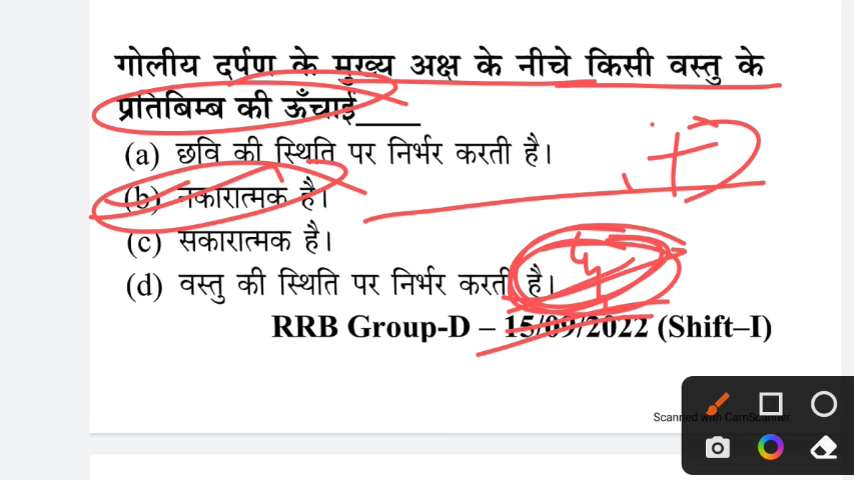 गोलीय दर्पण के मुख्य अक्ष के नीचे किसी वस्तु के
प्रतिबिम्ब की ऊँचाई____
(a) छवि की स्थिति पर निर्भर करती है।
(b) नकारात्मक है।
(c) सकारात्मक है।
(d) वस्तु की स्थिति पर निर्भर करती है।
RRB Group-D – 15/09/2022 (Shift–I)
Scanned with CamScanner